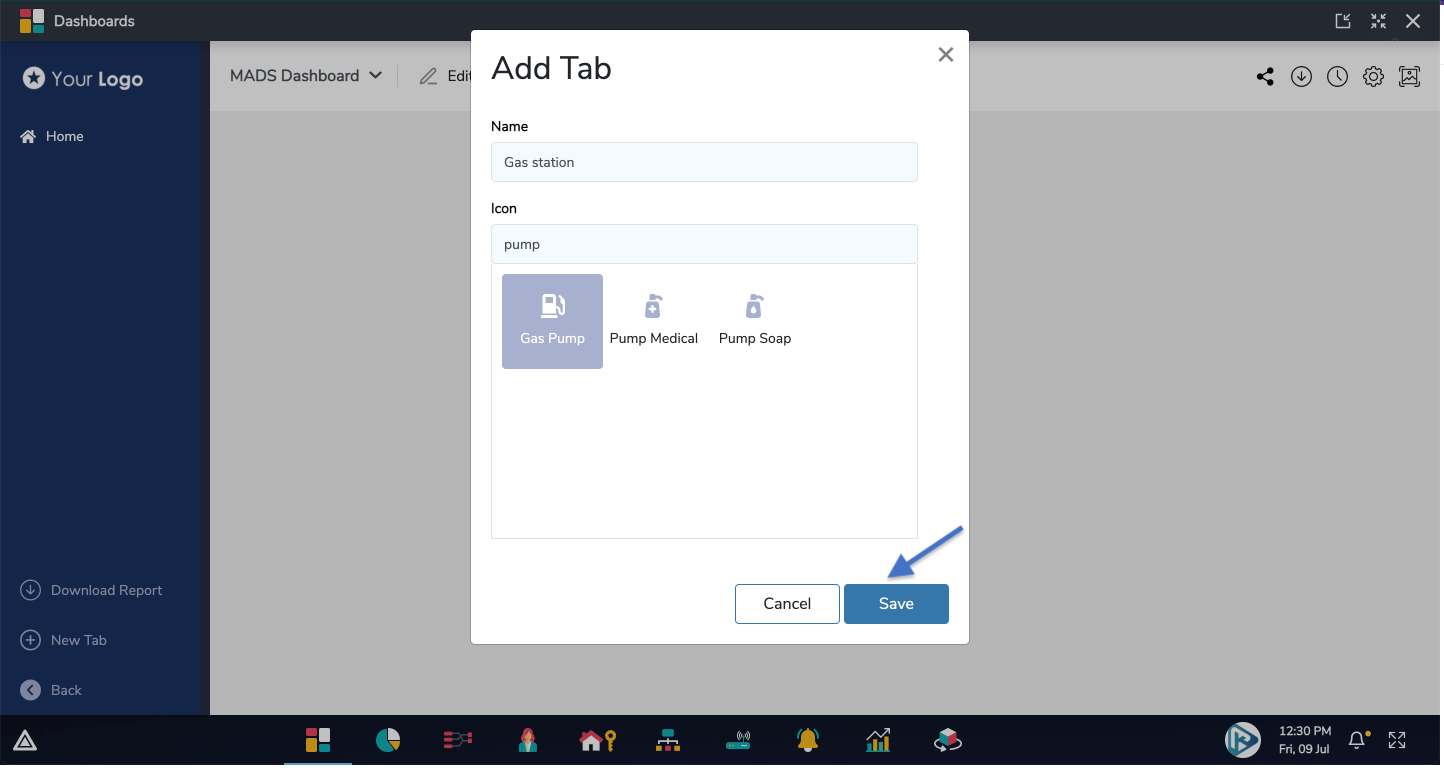 Dashboards
Your Logo
MADS Dashboard
Edit
Home
Add Tab
Name
Gas station
Icon
pump
Gas Pump
Pump Medical
Pump Soap
Cancel
Save
Download Report
New Tab
Back
12:30 PM
Fri, 09 Jul